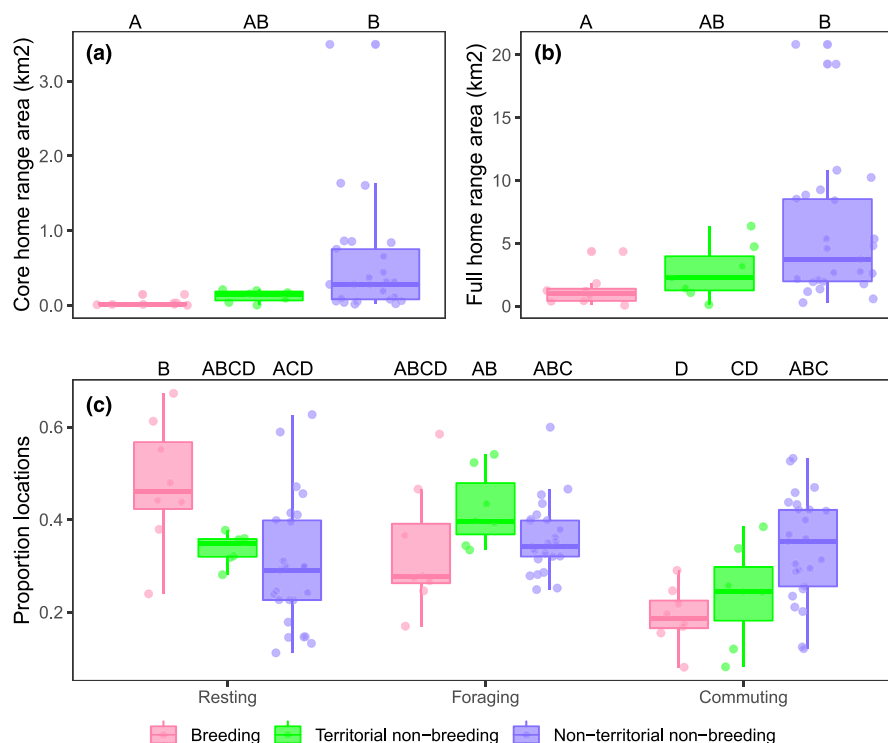 A AB B
(a)
Core home range area (km2)
3.0
2.0
1.0
0.0
A AB B
(b)
Full home range area (km2)
20
15
10
5
0
B ABCD ACD ABCD AB ABC D CD ABC
(c)
Proportion locations
0.6
0.4
0.2
Resting Foraging Commuting
Breeding Territorial non−breeding Non−territorial non−breeding